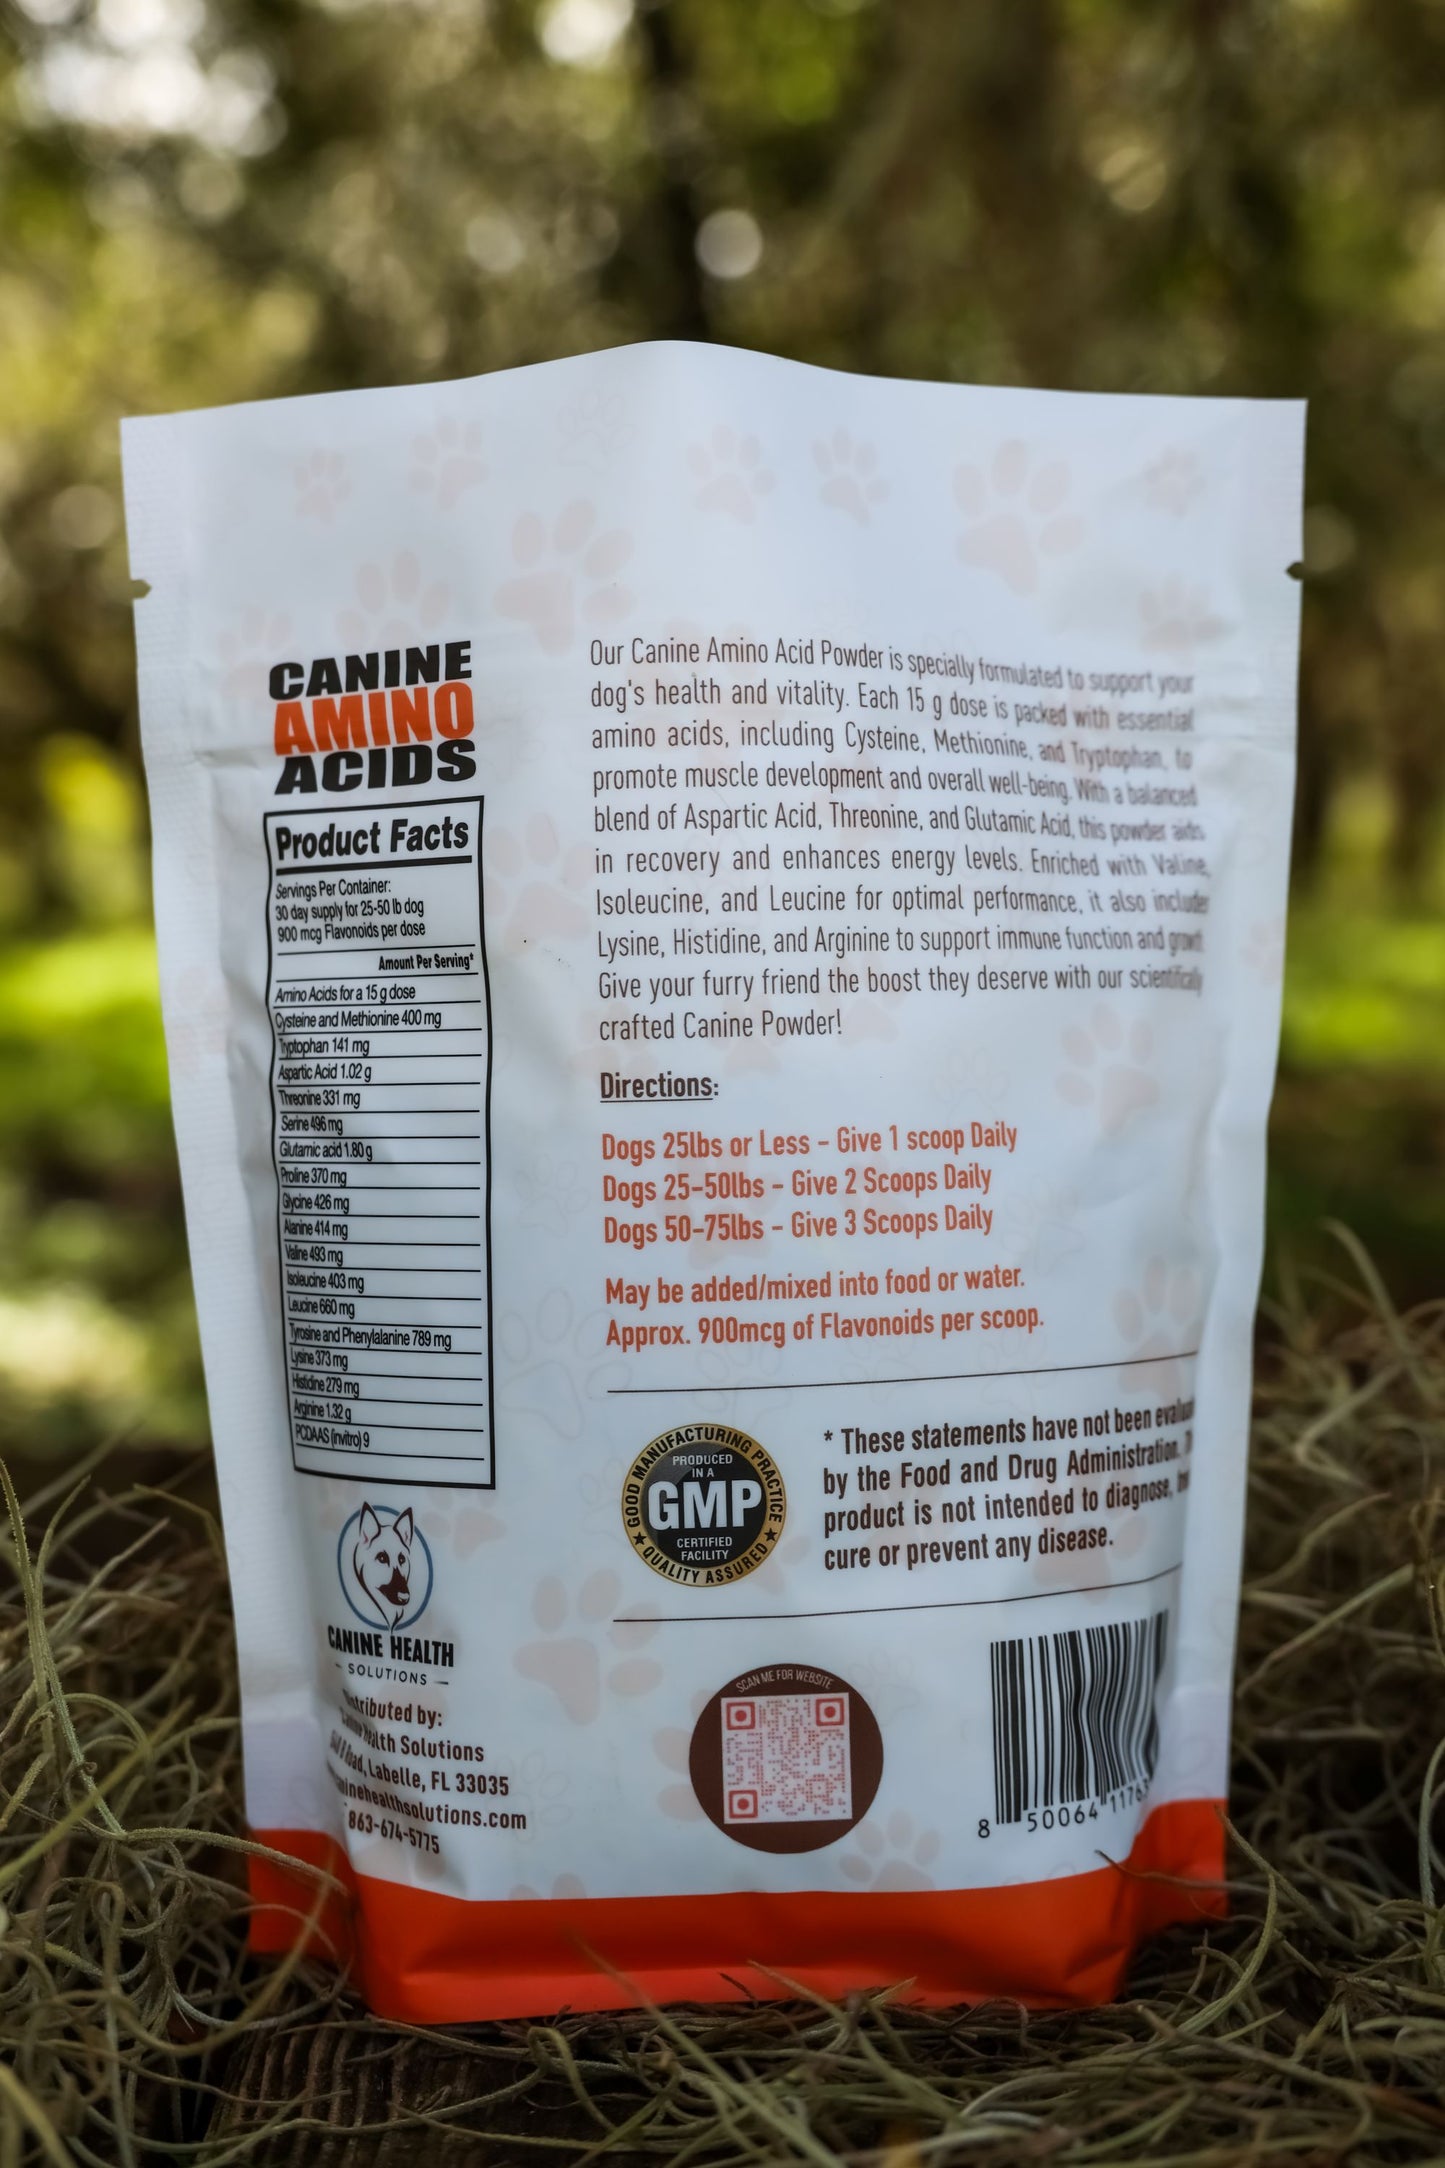 CANINE
AMINO
ACIDS
Product Facts
Servings Per Container:
30 day supply for 25-50 lb dog
900 mcg Flavonoids per dose
Amount Per Serving*
Amino Acids for a 15 g dose
Cysteine and Methionine 400 mg
Tryptophan 141 mg
Aspartic Acid 1.02 g
Threonine 331 mg
Serine 496 mg
Glutamic acid 1.80 g
Proline 370 mg
Glycine 426 mg
Alanine 414 mg
Valine 493 mg
Isoleucine 403 mg
Leucine 660 mg
Tyrosine and Phenylalanine 789 mg
Lysine 373 mg
Histidine 279 mg
Arginine 1.32 g
PCDAAS (invitro) 9
CANINE HEALTH
SOLUTIONS
Distributed by:
Canine Health Solutions
Road, Labelle, FL 33035
caninehealthsolutions.com
863-674-5775
Our Canine Amino Acid Powder is specially formulated to support your
dog's health and vitality. Each 15 g dose is packed with essential
amino acids, including Cysteine, Methionine, and Tryptophan, to
promote muscle development and overall well-being. With a balanced
blend of Aspartic Acid, Threonine, and Glutamic Acid, this powder aids
in recovery and enhances energy levels. Enriched with Valine,
Isoleucine, and Leucine for optimal performance, it also includes
Lysine, Histidine, and Arginine to support immune function and growth.
Give your furry friend the boost they deserve with our scientifically
crafted Canine Powder!
Directions:
Dogs 25lbs or Less - Give 1 scoop Daily
Dogs 25-50lbs - Give 2 Scoops Daily
Dogs 50-75lbs - Give 3 Scoops Daily
May be added/mixed into food or water.
Approx. 900mcg of Flavonoids per scoop.
GOOD MANUFACTURING PRACTICE
PRODUCED
IN A
GMP
CERTIFIED
FACILITY
QUALITY ASSURED
* These statements have not been
by the Food and Drug Administration.
product is not intended to diagnose,
cure or prevent any disease.
SCAN ME FOR WEBSITE
8 50064 1176